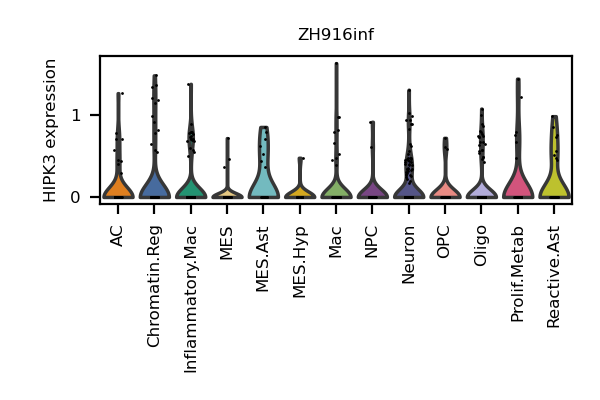 ZH916inf
HIPK3 expression
1
0
AC
Chromatin.Reg
Inflammatory.Mac
MES
MES.Ast
MES.Hyp
Mac
NPC
Neuron
OPC
Oligo
Prolif.Metab
Reactive.Ast